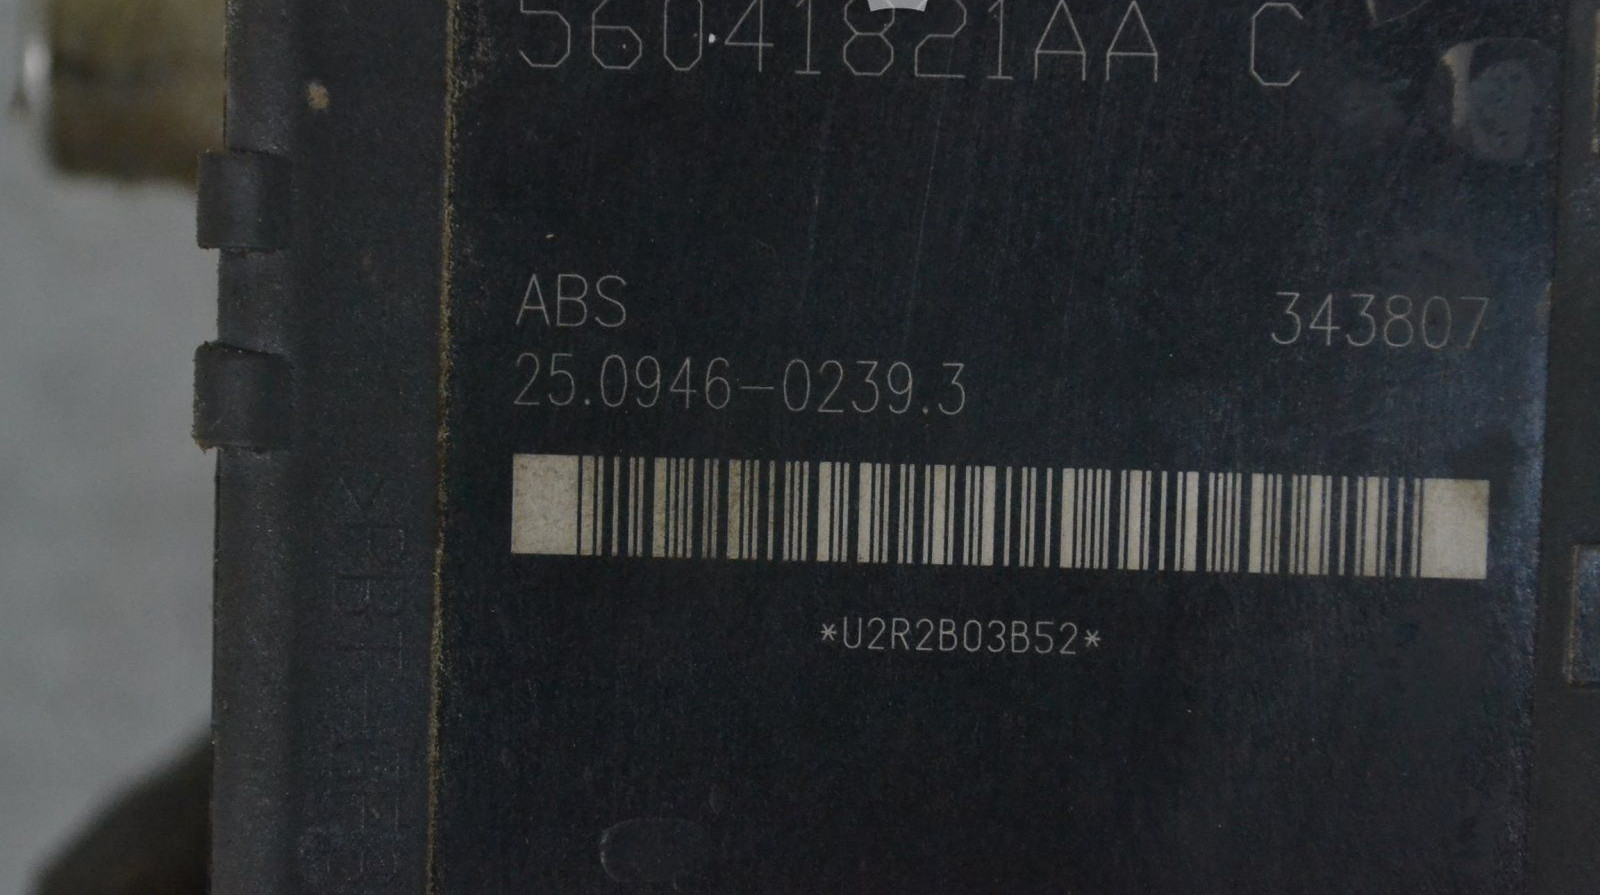 56041821AA C
ABS 343807
25.0946-0239.3
*U2R2B03B52*